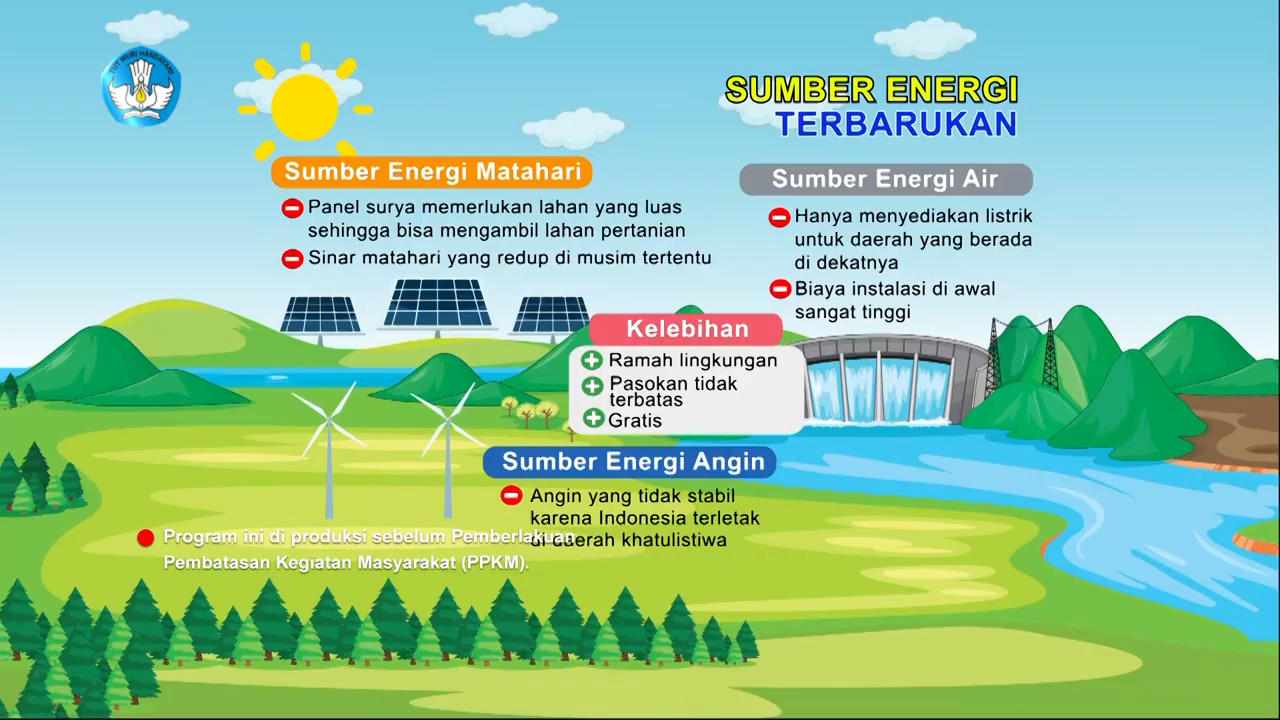 TUT WURI HANDAYANI
SUMBER ENERGI
TERBARUKAN
Sumber Energi Matahari
Panel surya memerlukan lahan yang luas
sehingga bisa mengambil lahan pertanian
Sinar matahari yang redup di musim tertentu
Sumber Energi Air
Hanya menyediakan listrik
untuk daerah yang berada
di dekatnya
Biaya instalasi di awal
sangat tinggi
Kelebihan
Ramah lingkungan
Pasokan tidak
terbatas
Gratis
Sumber Energi Angin
Angin yang tidak stabil
karena Indonesia terletak
di daerah khatulistiwa
Program ini di produksi sebelum Pemberlakuan
Pembatasan Kegiatan Masyarakat (PPKM).